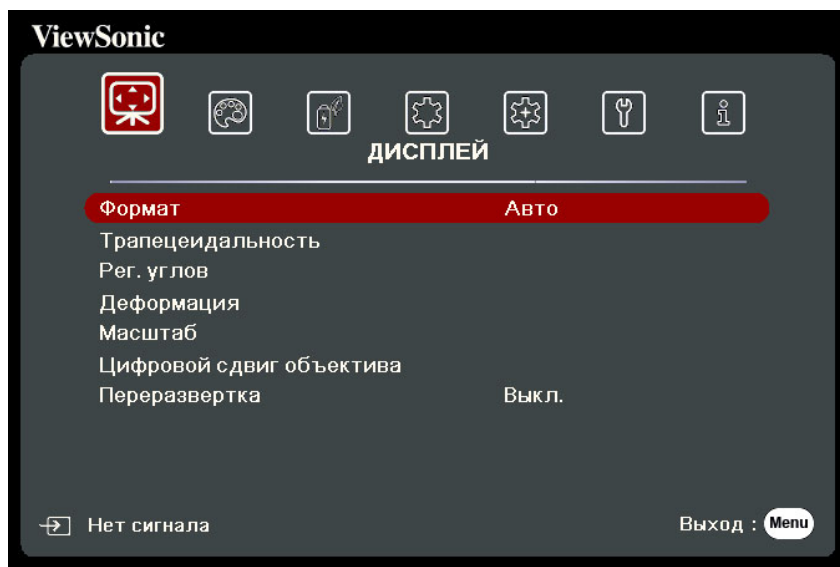 ViewSonic
ДИСПЛЕЙ
Формат Авто
Трапецеидальность
Рег. углов
Деформация
Масштаб
Цифровой сдвиг объектива
Переразвертка Выкл.
Нет сигнала Выход : Menu